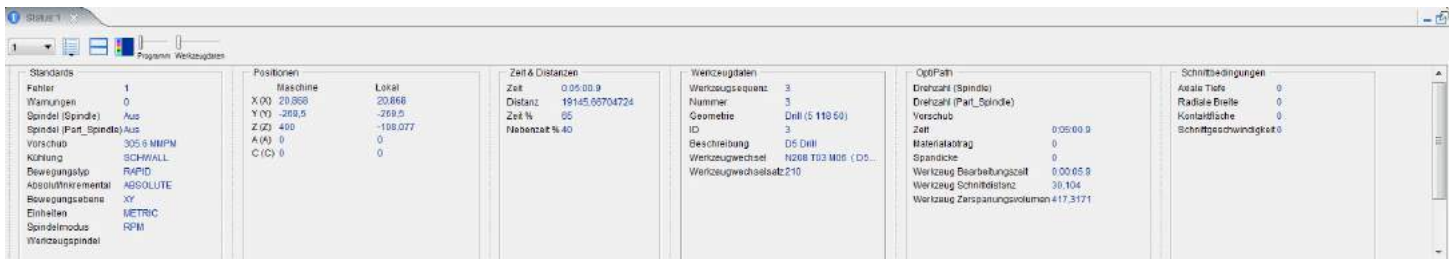 Status 1
1
Programm Werkzeugdaten
Standards
Fehler 1
Warnungen 0
Spindel (Spindle) Aus
Spindel (Part_Spindle) Aus
Vorschub 305.6 MMPM
Kühlung SCHWALL
Bewegungstyp RAPID
Absolut/Inkremental ABSOLUTE
Bewegungsebene XY
Einheiten METRIC
Spindelmodus RPM
Werkzeugspindel
Positionen
Maschine Lokal
X (X) 20,868 20,868
Y (Y) -269,5 -269,5
Z (Z) 400 -108,077
A (A) 0 0
C (C) 0 0
Zeit & Distanzen
Zeit 0:05:00.9
Distanz 19145,66704724
Zeit % 65
Nebenzeit % 40
Werkzeugdaten
Werkzeugsequenz 3
Nummer 3
Geometrie Drill (5 118 50)
ID 3
Beschreibung D5 Drill
Werkzeugwechsel N208 T03 M06 ( D5...
Werkzeugwechselsatz 210
OptiPath
Drehzahl (Spindle)
Drehzahl (Part_Spindle)
Vorschub
Zeit 0:05:00.9
Materialabtrag 0
Spandicke 0
Werkzeug Bearbeitungszeit 0:00:05.9
Werkzeug Schnittdistanz 30,104
Werkzeug Zerspanungsvolumen 417,3171
Schnittbedingungen
Axiale Tiefe 0
Radiale Breite 0
Kontaktfläche 0
Schnittgeschwindigkeit 0